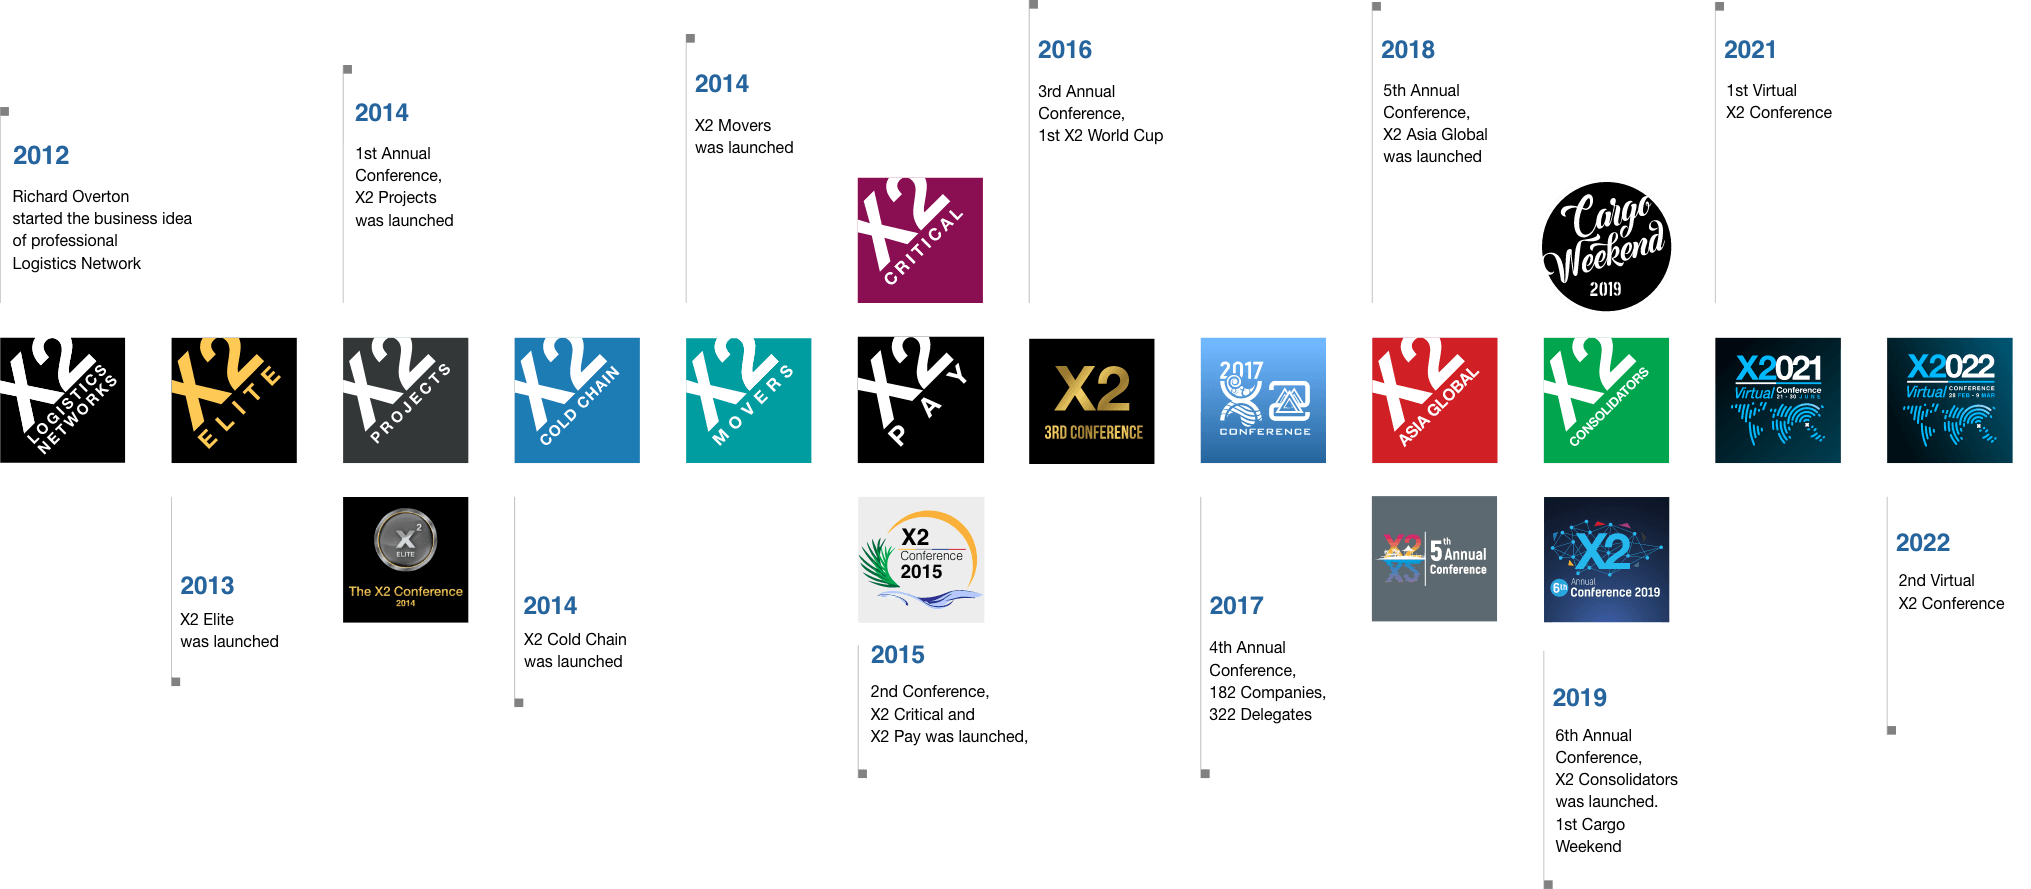 2012
Richard Overton
started the business idea
of professional
Logistics Network
X2
LOGISTICS
NETWORKS
X2
ELITE
2013
X2 Elite
was launched
2014
1st Annual
Conference,
X2 Projects
was launched
X2
PROJECTS
X2
ELITE
The X2 Conference
2014
X2
COLD CHAIN
2014
X2 Cold Chain
was launched
2014
X2 Movers
was launched
X2
MOVERS
X2
CRITICAL
X2
PAY
X2
Conference
2015
2015
2nd Conference,
X2 Critical and
X2 Pay was launched,
2016
3rd Annual
Conference,
1st X2 World Cup
X2
3RD CONFERENCE
2017
X2
CONFERENCE
2017
4th Annual
Conference,
182 Companies,
322 Delegates
2018
5th Annual
Conference,
X2 Asia Global
was launched
X2
ASIA GLOBAL
X2
5th Annual
Conference
Cargo
Weekend
2019
X2
CONSOLIDATORS
X2
6th Annual
Conference 2019
2019
6th Annual
Conference,
X2 Consolidators
was launched.
1st Cargo
Weekend
2021
1st Virtual
X2 Conference
X2021
Virtual Conference
21 - 30 JUNE
X2022
Virtual CONFERENCE
28 FEB - 9 MAR
2022
2nd Virtual
X2 Conference